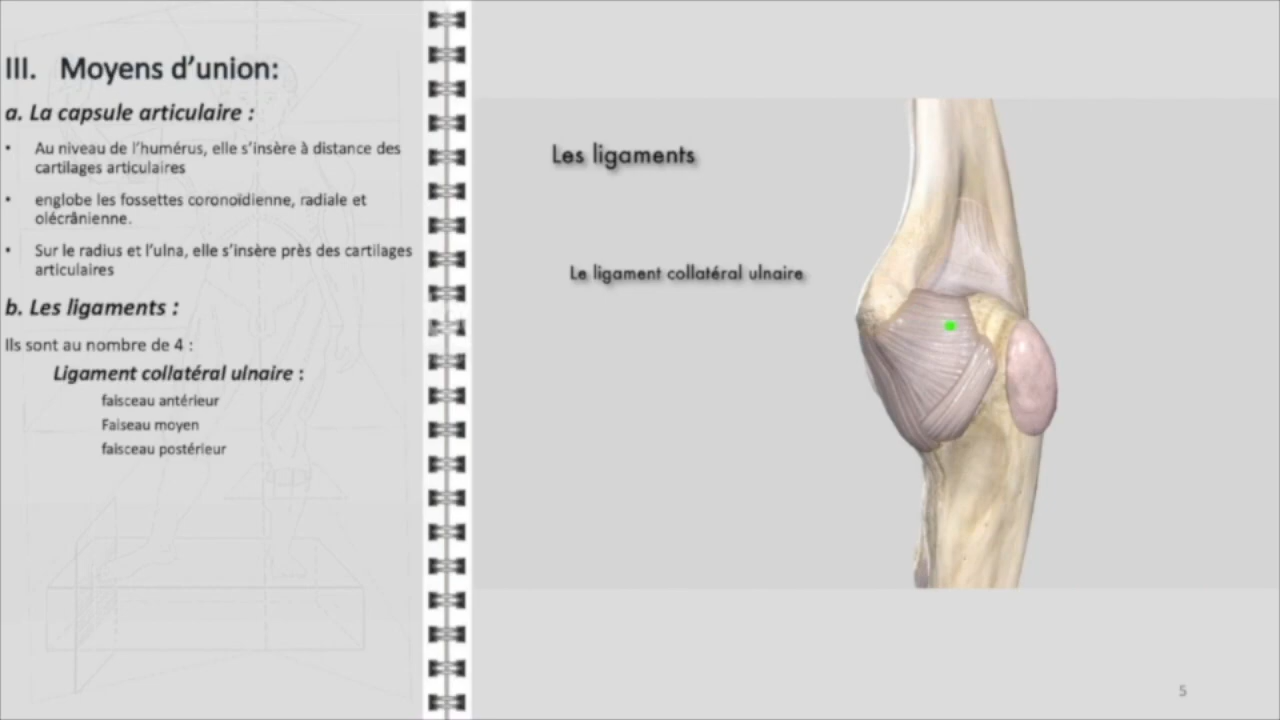 III. Moyens d’union:
a. La capsule articulaire :
• Au niveau de l’humérus, elle s’insère à distance des
cartilages articulaires
• englobe les fossettes coronoïdienne, radiale et
olécrânienne.
• Sur le radius et l’ulna, elle s’insère près des cartilages
articulaires
b. Les ligaments :
Ils sont au nombre de 4 :
Ligament collatéral ulnaire :
faisceau antérieur
Faiseau moyen
faisceau postérieur
Les ligaments
Le ligament collatéral ulnaire
5